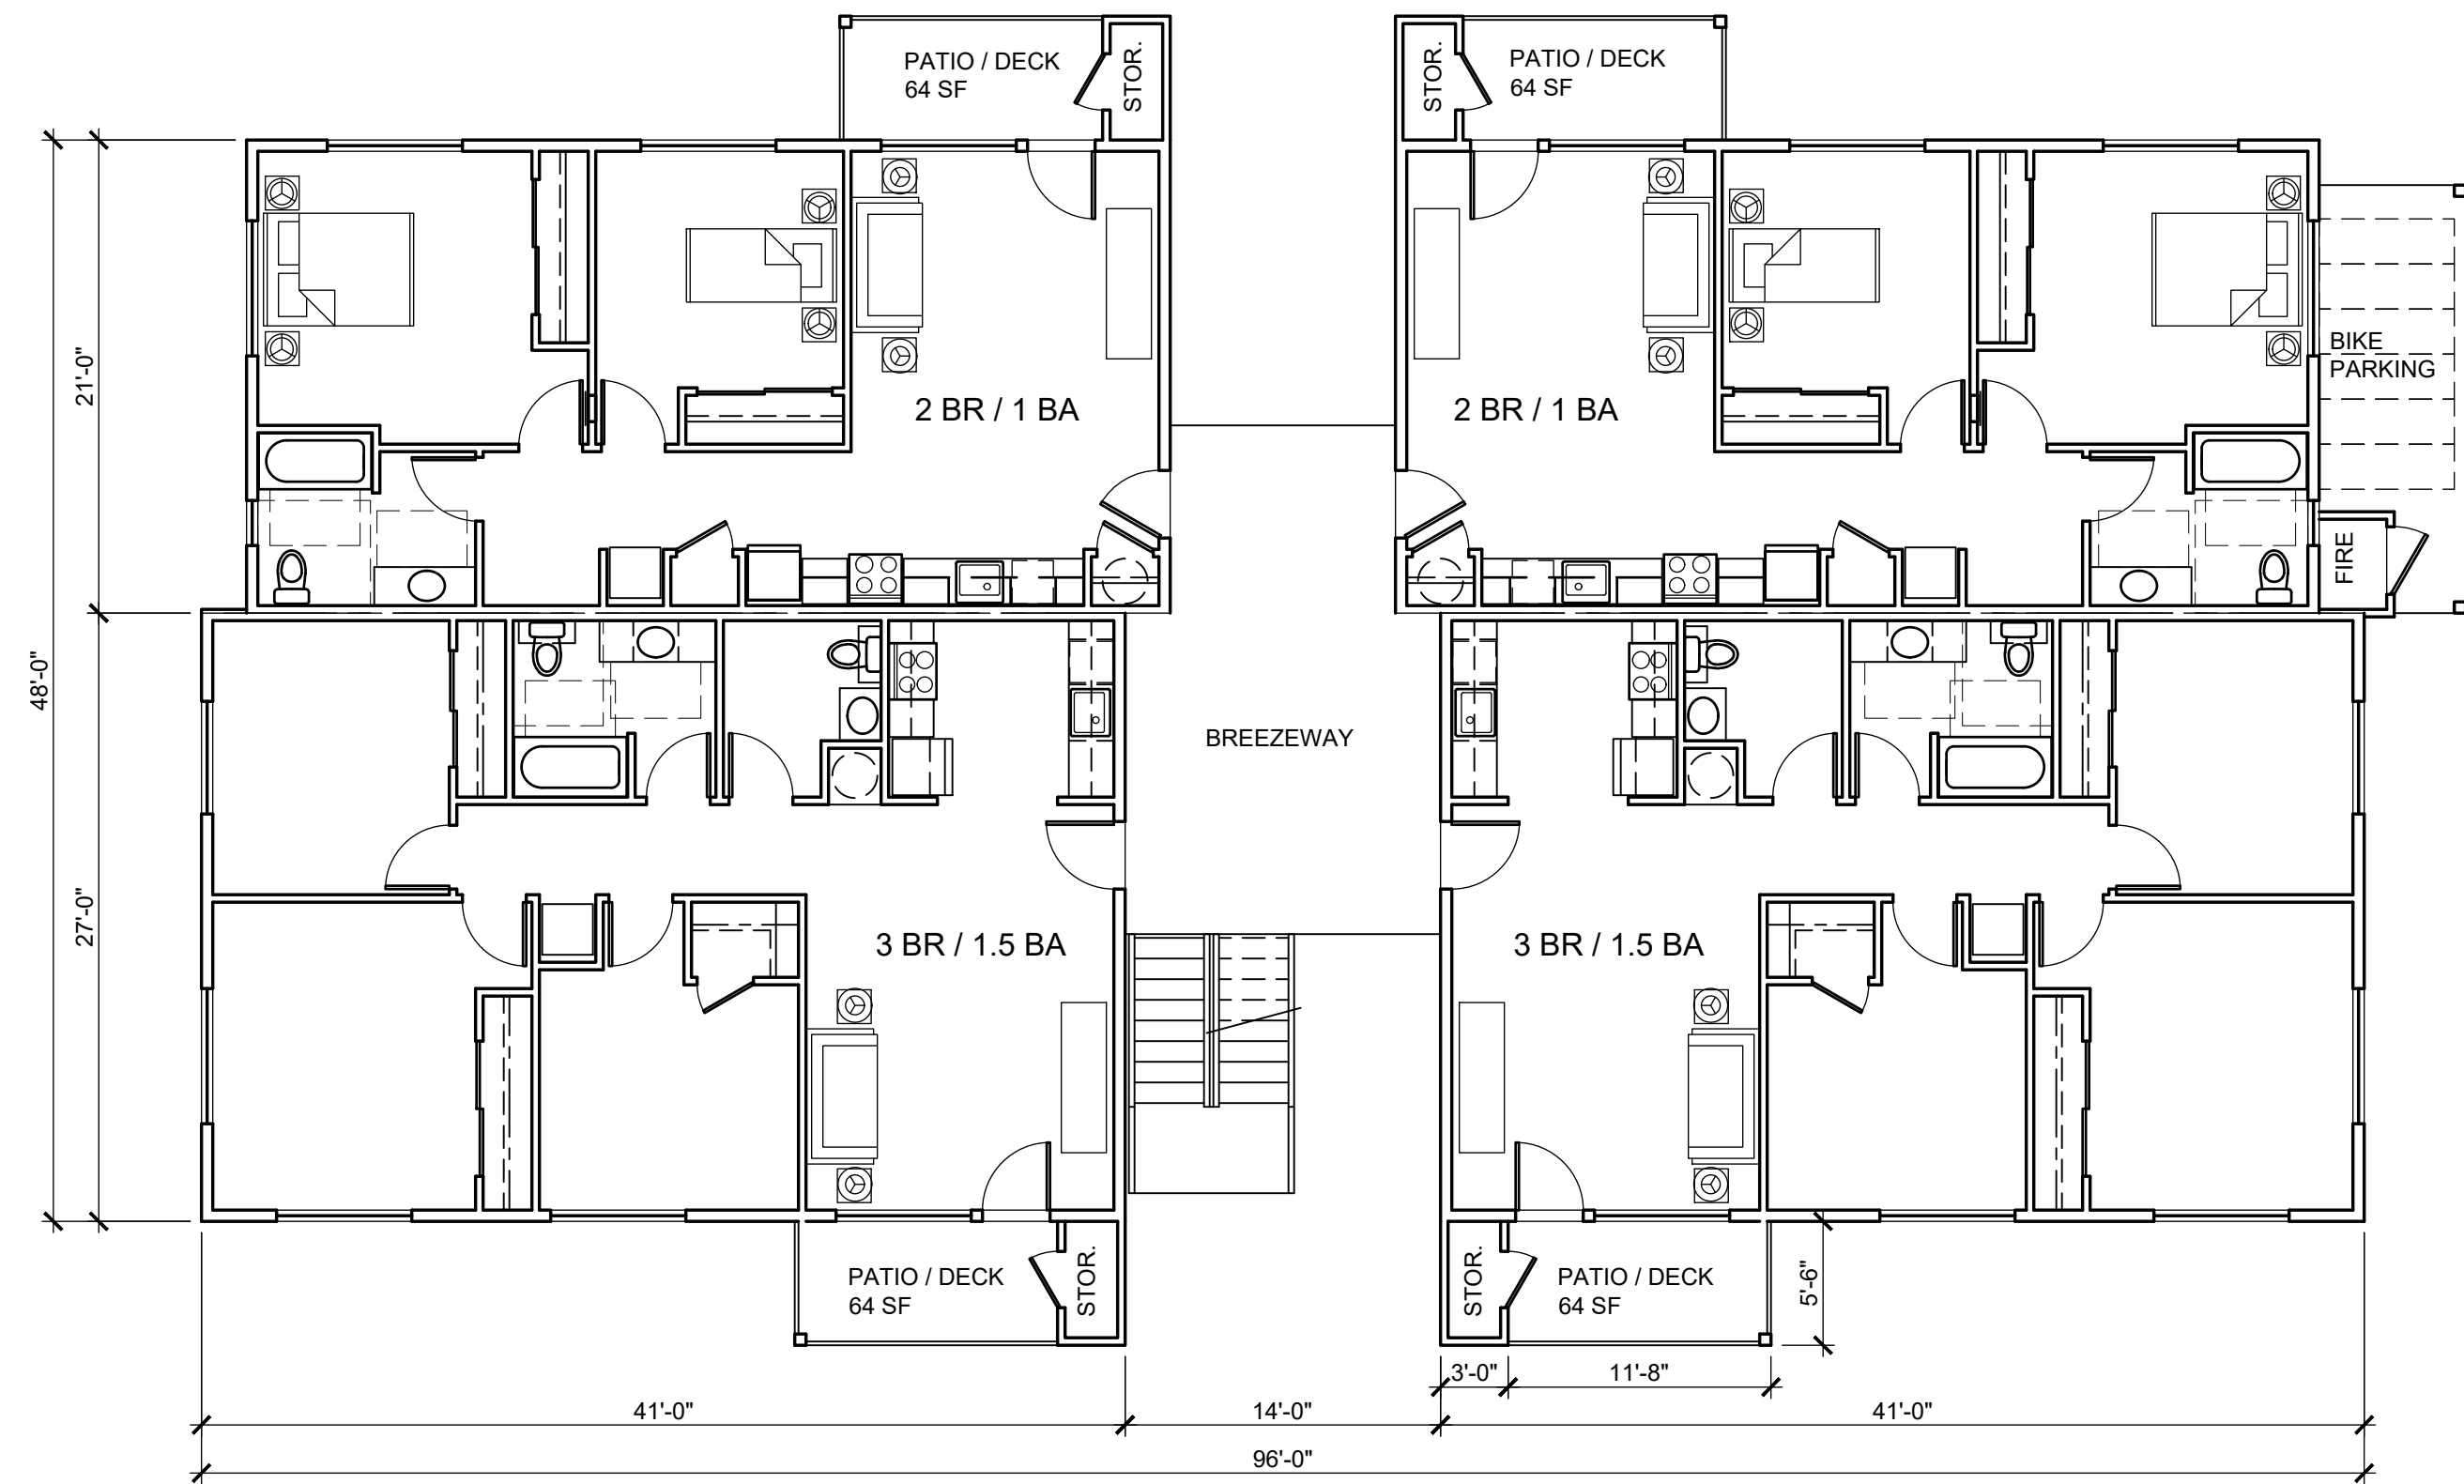 PATIO / DECK
64 SF
STOR.
STOR.
PATIO / DECK
64 SF
21'-0"
48'-0"
2 BR / 1 BA
2 BR / 1 BA
BIKE
PARKING
FIRE
BREEZEWAY
27'-0"
3 BR / 1.5 BA
3 BR / 1.5 BA
PATIO / DECK
64 SF
STOR.
STOR.
PATIO / DECK
64 SF
5'-6"
3'-0"
11'-8"
41'-0"
14'-0"
41'-0"
96'-0"